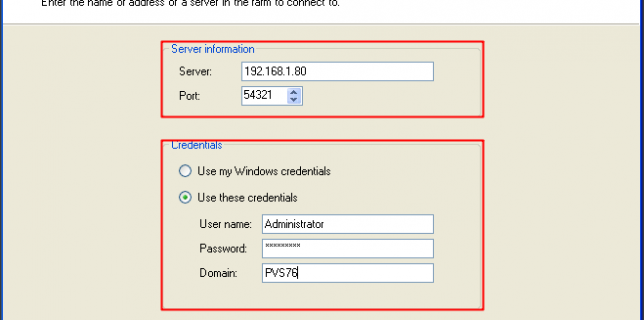 Enter the name or address of a server in the farm to connect to.
Server information
Server: 192.168.1.80
Port: 54321
Credentials
Use my Windows credentials
Use these credentials
User name: Administrator
Password: *********
Domain: PVS76